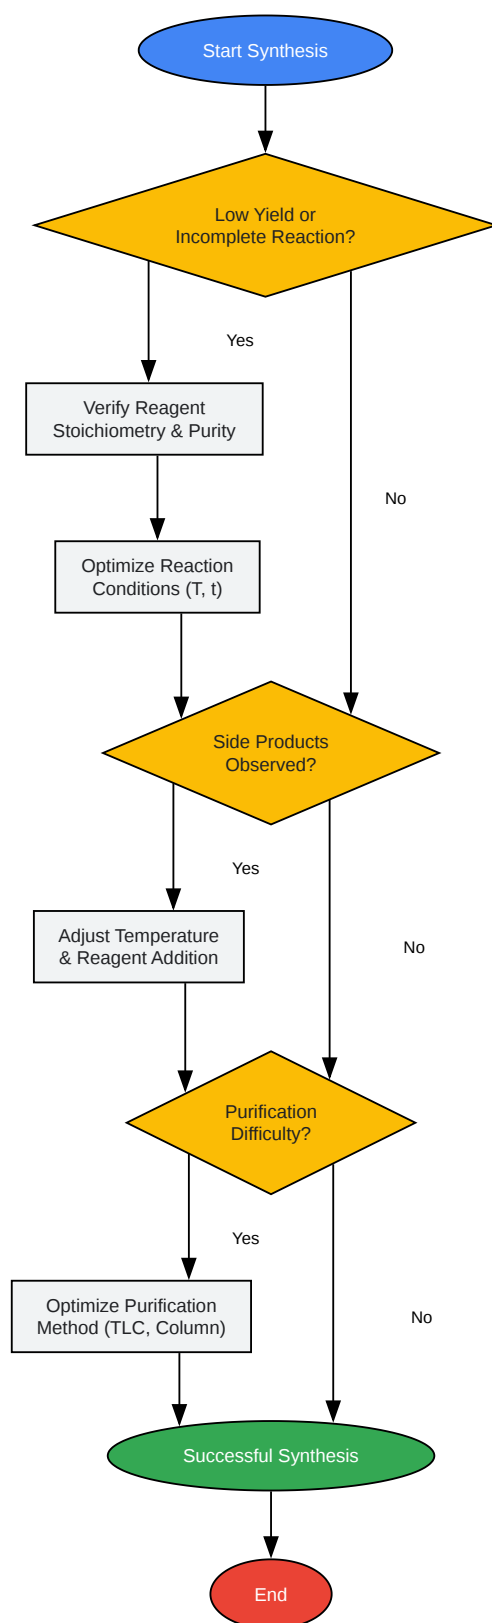 Start Synthesis
Low Yield or
Incomplete Reaction?
Yes
Verify Reagent
Stoichiometry & Purity
No
Optimize Reaction
Conditions (T, t)
Side Products
Observed?
Yes
Adjust Temperature
& Reagent Addition
No
Purification
Difficulty?
Yes
Optimize Purification
Method (TLC, Column)
No
Successful Synthesis
End